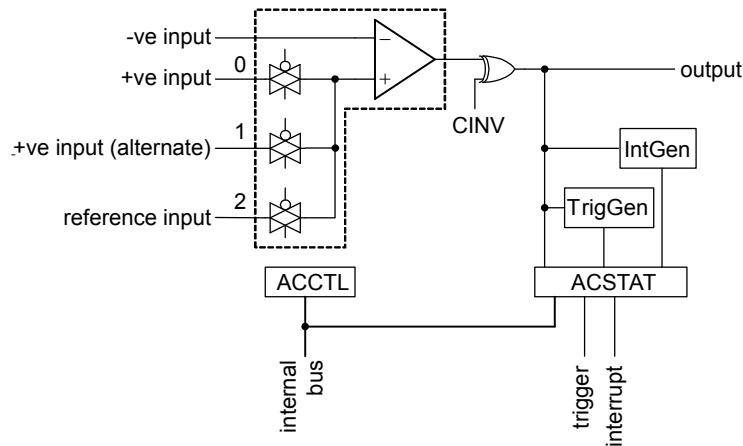 -ve input
+ve input
0
+ve input (alternate)
1
reference input
2
−
+
CINV
output
IntGen
TrigGen
ACCTL
ACSTAT
internal
bus
trigger
interrupt